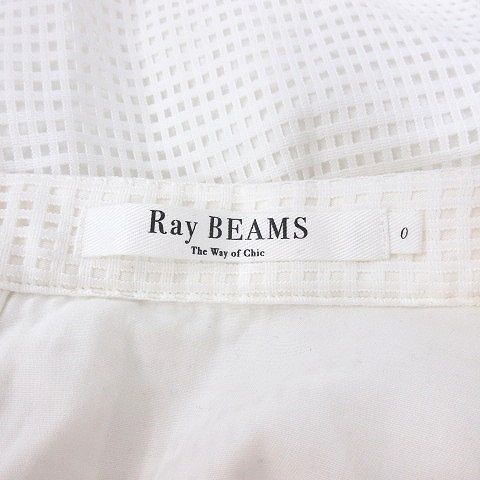 Ray BEAMS
The Way of Chic
0